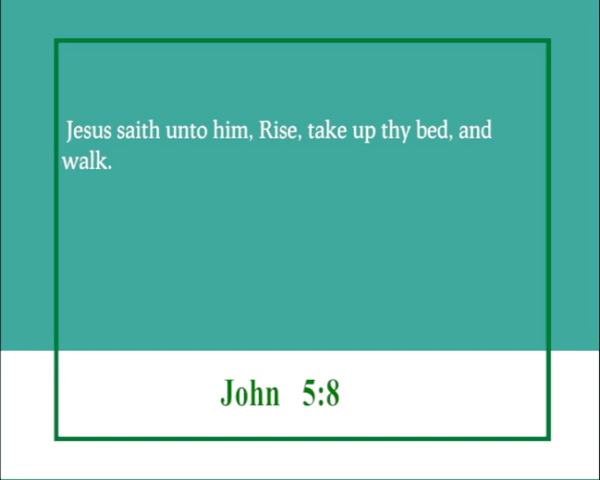 Jesus saith unto him, Rise, take up thy bed, and
walk.
John 5:8